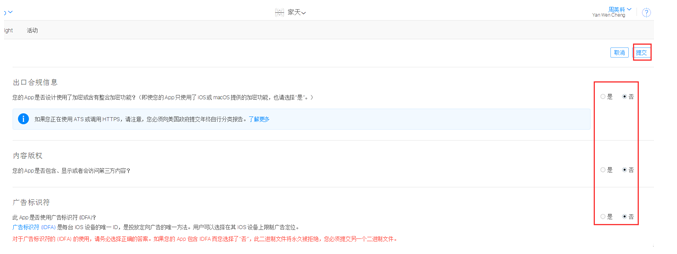 家天
Yan Wen Cheng
ight 活动
取消 提交
出口合规信息
您的 App 是否设计使用了加密或含有整合加密功能？（即使您的 App 只使用了 iOS 或 macOS 提供的加密功能，也请选择“是”。）
是 否
如果您正在使用 ATS 或调用 HTTPS，请注意，您必须向美国政府提交年终自行分类报告。了解更多
内容版权
您的 App 是否包含、显示或者会访问第三方内容？
是 否
广告标识符
此 App 是否使用广告标识符 (IDFA)？
是 否
广告标识符 (IDFA) 是每台 iOS 设备的唯一 ID，是投放定向广告的唯一方法。用户可以选择在其 iOS 设备上限制广告定位。
对于广告标识符的 (IDFA) 的使用，请务必选择正确的答案。如果您的 App 包含 IDFA 而您选择了“否”，此二进制文件将永久被拒绝，您必须提交另一个二进制文件。